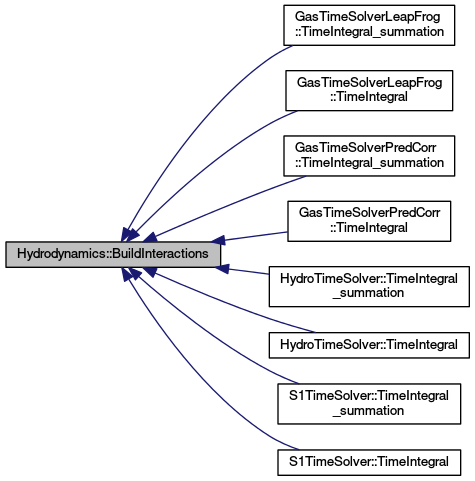 GasTimeSolverLeapFrog
::TimeIntegral_summation
GasTimeSolverLeapFrog
::TimeIntegral
GasTimeSolverPredCorr
::TimeIntegral_summation
GasTimeSolverPredCorr
::TimeIntegral
Hydrodynamics::BuildInteractions
HydroTimeSolver::TimeIntegral
_summation
HydroTimeSolver::TimeIntegral
S1TimeSolver::TimeIntegral
_summation
S1TimeSolver::TimeIntegral